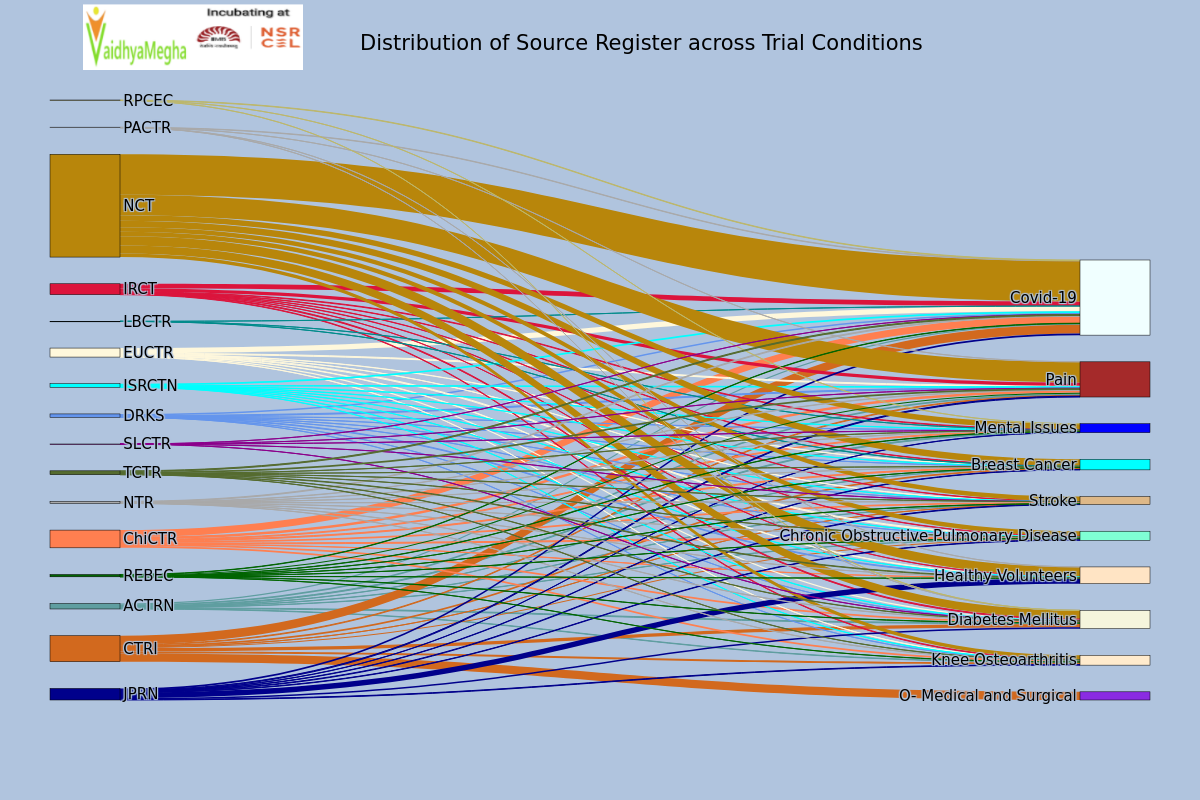 Incubating at
VaidhyaMegha
NSR
CEL
Distribution of Source Register across Trial Conditions
RPCEC
PACTR
NCT
IRCT
LBCTR
EUCTR
ISRCTN
DRKS
SLCTR
TCTR
NTR
ChiCTR
REBEC
ACTRN
CTRI
JPRN
Covid-19
Pain
Mental Issues
Breast Cancer
Stroke
Chronic Obstructive Pulmonary Disease
Healthy Volunteers
Diabetes Mellitus
Knee Osteoarthritis
O- Medical and Surgical